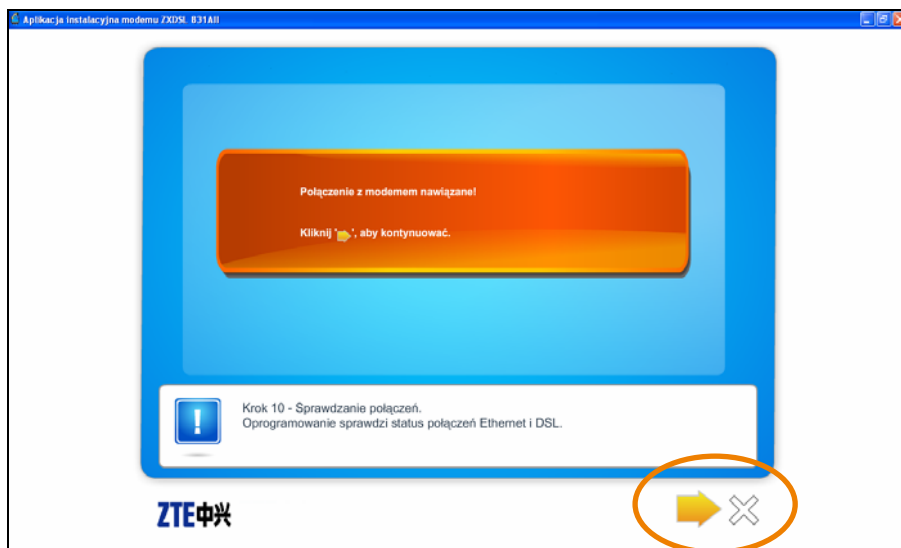 Aplikacja instalacyjna modemu ZXDSL 831AII
Połączenie z modemem nawiązane!
Kliknij '', aby kontynuować.
Krok 10 - Sprawdzanie połączeń.
Oprogramowanie sprawdzi status połączeń Ethernet i DSL.
ZTE中兴